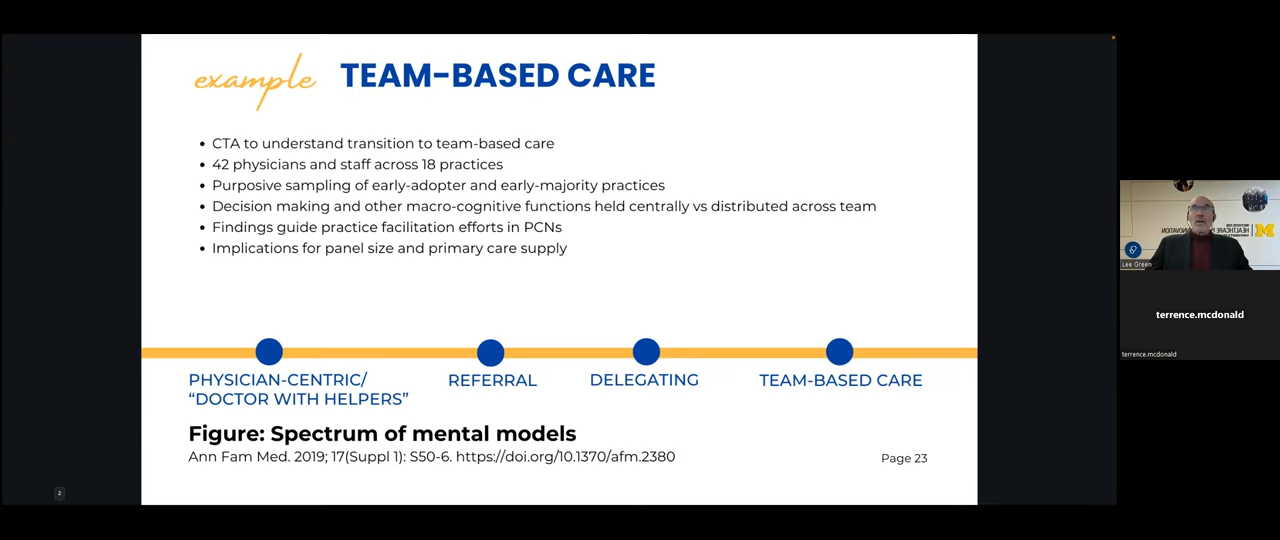 example TEAM-BASED CARE
• CTA to understand transition to team-based care
• 42 physicians and staff across 18 practices
• Purposive sampling of early-adopter and early-majority practices
• Decision making and other macro-cognitive functions held centrally vs distributed across team
• Findings guide practice facilitation efforts in PCNs
• Implications for panel size and primary care supply
PHYSICIAN-CENTRIC/
“DOCTOR WITH HELPERS”
REFERRAL
DELEGATING
TEAM-BASED CARE
Figure: Spectrum of mental models
Ann Fam Med. 2019; 17(Suppl 1): S50-6. https://doi.org/10.1370/afm.2380
Page 23
2
M
Lee Green
terrence.mcdonald
terrence.mcdonald